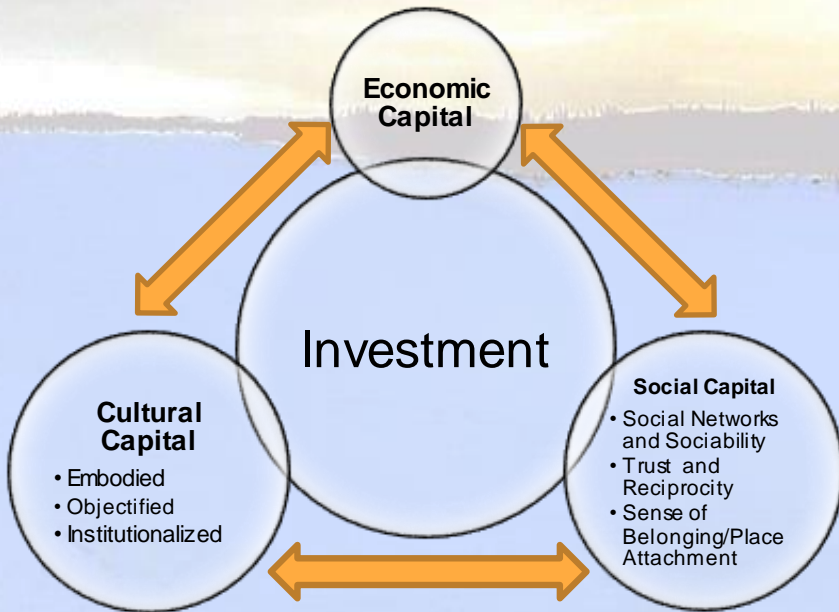 Economic
Capital
Investment
Cultural
Capital
• Embodied
• Objectified
• Institutionalized
Social Capital
• Social Networks
and Sociability
• Trust and
Reciprocity
• Sense of
Belonging/Place
Attachment